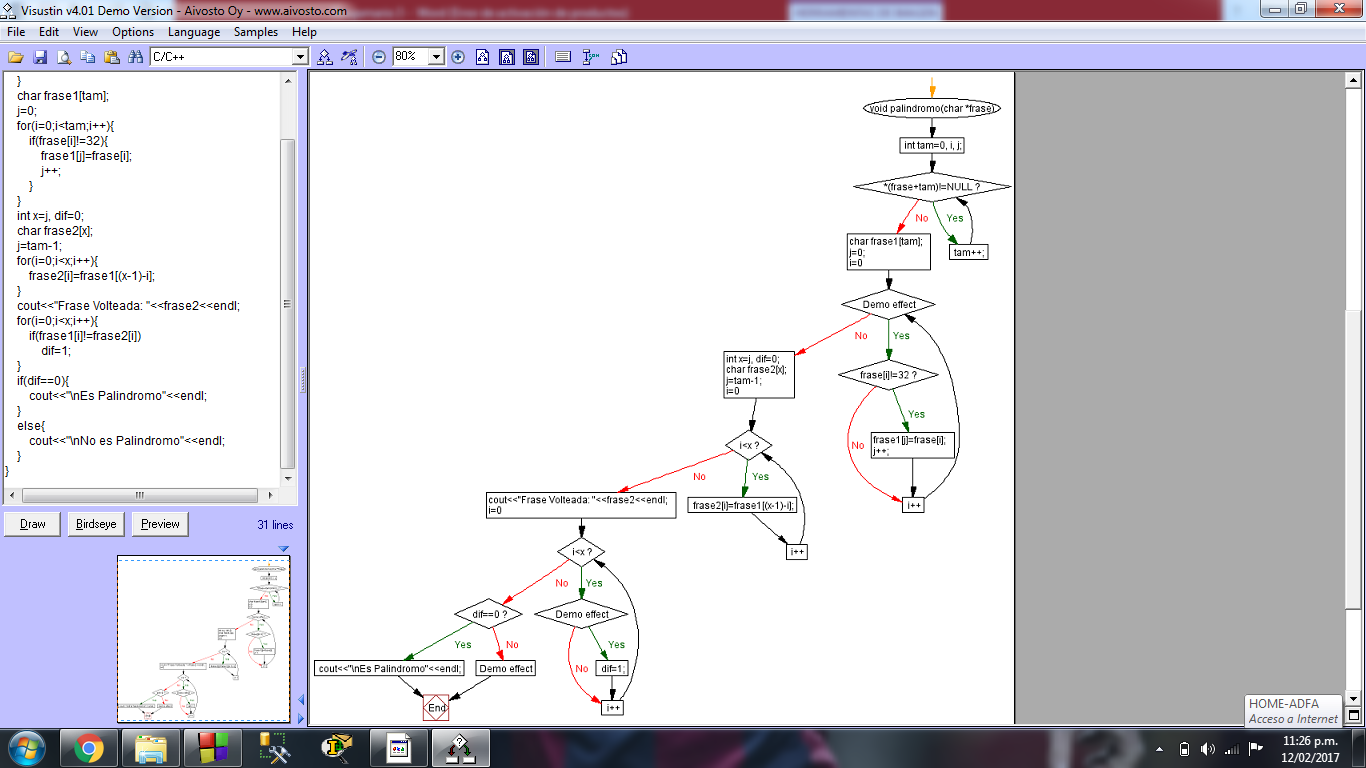 Visustin v4.01 Demo Version - Aivosto Oy - www.aivosto.com
File Edit View Options Language Samples Help
C/C++
80%
}
char frase1[tam];
j=0;
for(i=0;i<tam;i++){
if(frase[i]!=32){
frase1[j]=frase[i];
j++;
}
}
int x=j, dif=0;
char frase2[x];
j=tam-1;
for(i=0;i<x;i++){
frase2[i]=frase1[(x-1)-i];
}
cout<<"Frase Volteada: "<<frase2<<endl;
for(i=0;i<x;i++){
if(frase1[i]!=frase2[i])
dif=1;
}
if(dif==0){
cout<<"\nEs Palindromo"<<endl;
}
else{
cout<<"\nNo es Palindromo"<<endl;
}
}
Draw Birdseye Preview 31 lines
void palindromo(char *frase)
int tam=0, i, j;
*(frase+tam)!=NULL ?
No Yes
char frase1[tam];
j=0;
i=0
tam++;
Demo effect
No Yes
int x=j, dif=0;
char frase2[x];
j=tam-1;
i=0
frase[i]!=32 ?
Yes
No
frase1[j]=frase[i];
j++;
i++
i<x ?
No Yes
cout<<"Frase Volteada: "<<frase2<<endl;
i=0
frase2[i]=frase1[(x-1)-i];
i++
i<x ?
No Yes
dif==0 ?
Demo effect
Yes No
Yes
No
cout<<"\nEs Palindromo"<<endl;
Demo effect
dif=1;
End
i++
HOME-ADFA
Acceso a Internet
11:26 p.m.
12/02/2017